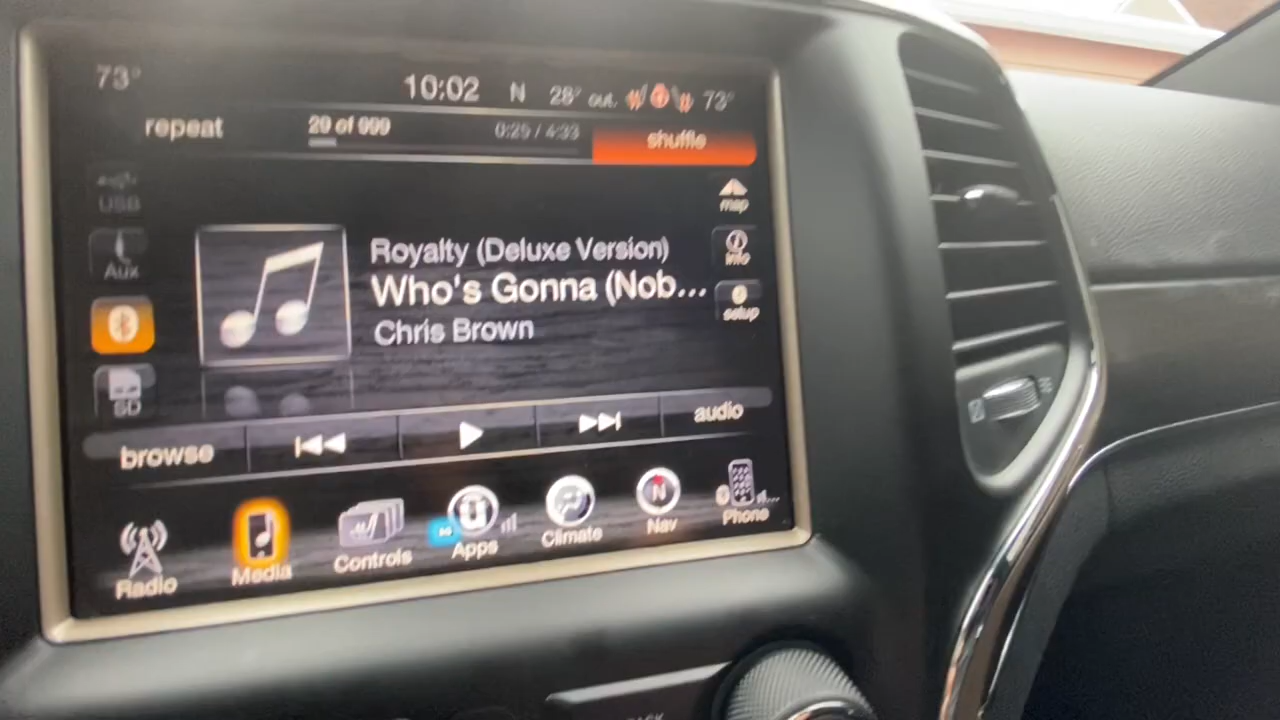 73°
10:02 N 28° out. 73°
repeat 29 of 999 0:25 / 4:33 shuffle
USB
map
Aux
info
Royalty (Deluxe Version)
Who's Gonna (Nob...
setup
Chris Brown
SD
browse audio
Radio Media Controls Apps Climate Nav Phone